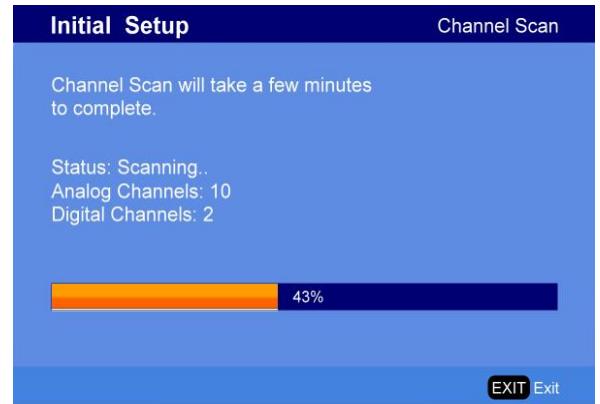 Initial Setup
Channel Scan
Channel Scan will take a few minutes
to complete.
Status: Scanning..
Analog Channels: 10
Digital Channels: 2
43%
EXIT Exit